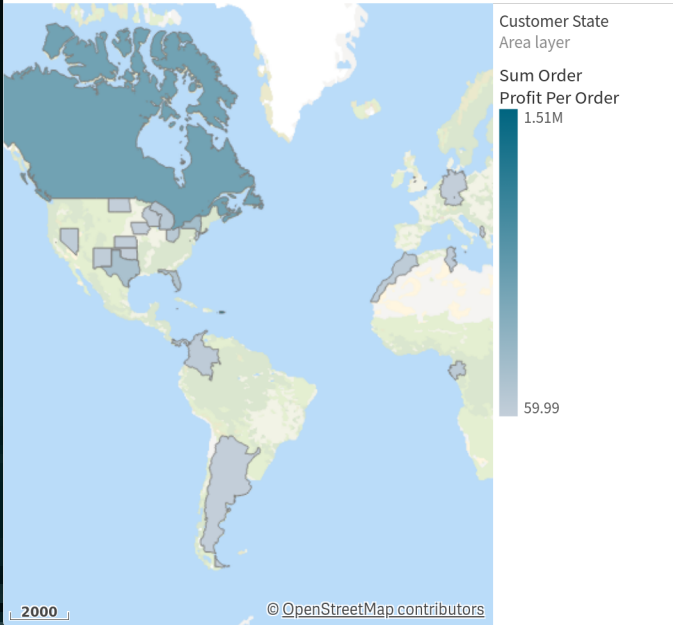 Customer State
Area layer
Sum Order
Profit Per Order
1.51M
59.99
2000
© OpenStreetMap contributors